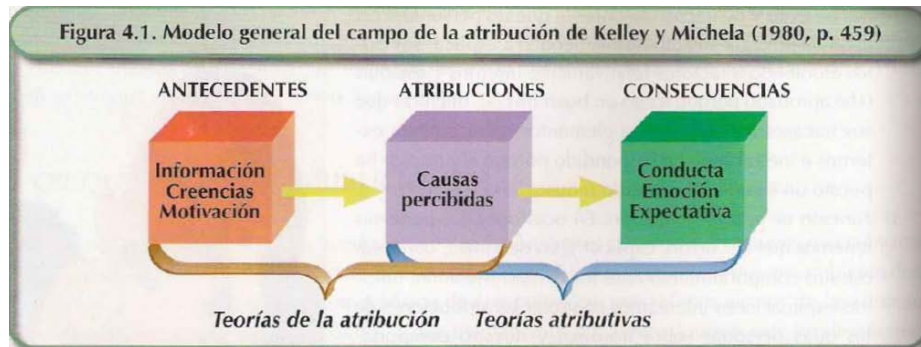 Figura 4.1. Modelo general del campo de la atribución de Kelley y Michela (1980, p. 459)
ANTECEDENTES
ATRIBUCIONES
CONSECUENCIAS
Información
Creencias
Motivación
Causas
percibidas
Conducta
Emoción
Expectativa
Teorías de la atribución
Teorías atributivas